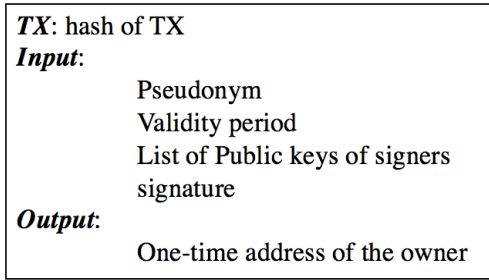 TX: hash of TX
Input:
Pseudonym
Validity period
List of Public keys of signers
signature
Output:
One-time address of the owner